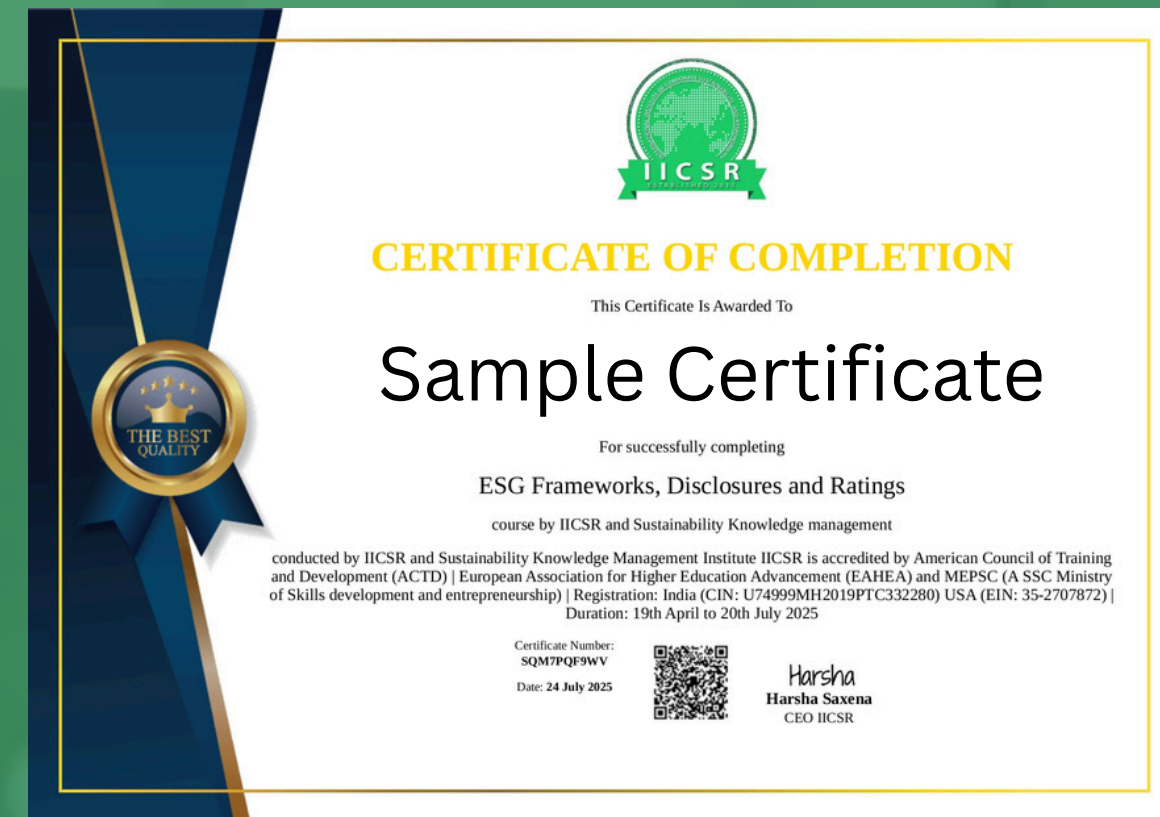 IICSR
ESTABLISHED
CERTIFICATE OF COMPLETION
This Certificate Is Awarded To
Sample Certificate
For successfully completing
ESG Frameworks, Disclosures and Ratings
course by IICSR and Sustainability Knowledge management
conducted by IICSR and Sustainability Knowledge Management Institute IICSR is accredited by American Council of Training
and Development (ACTD) | European Association for Higher Education Advancement (EAHEA) and MEPSC (A SSC Ministry
of Skills development and entrepreneurship) | Registration: India (CIN: U74999MH2019PTC332280) USA (EIN: 35-2707872) |
Duration: 19th April to 20th July 2025
THE BEST
QUALITY
Certificate Number:
SQM7PQF9WV
Date: 24 July 2025
Harsha
Harsha Saxena
CEO IICSR